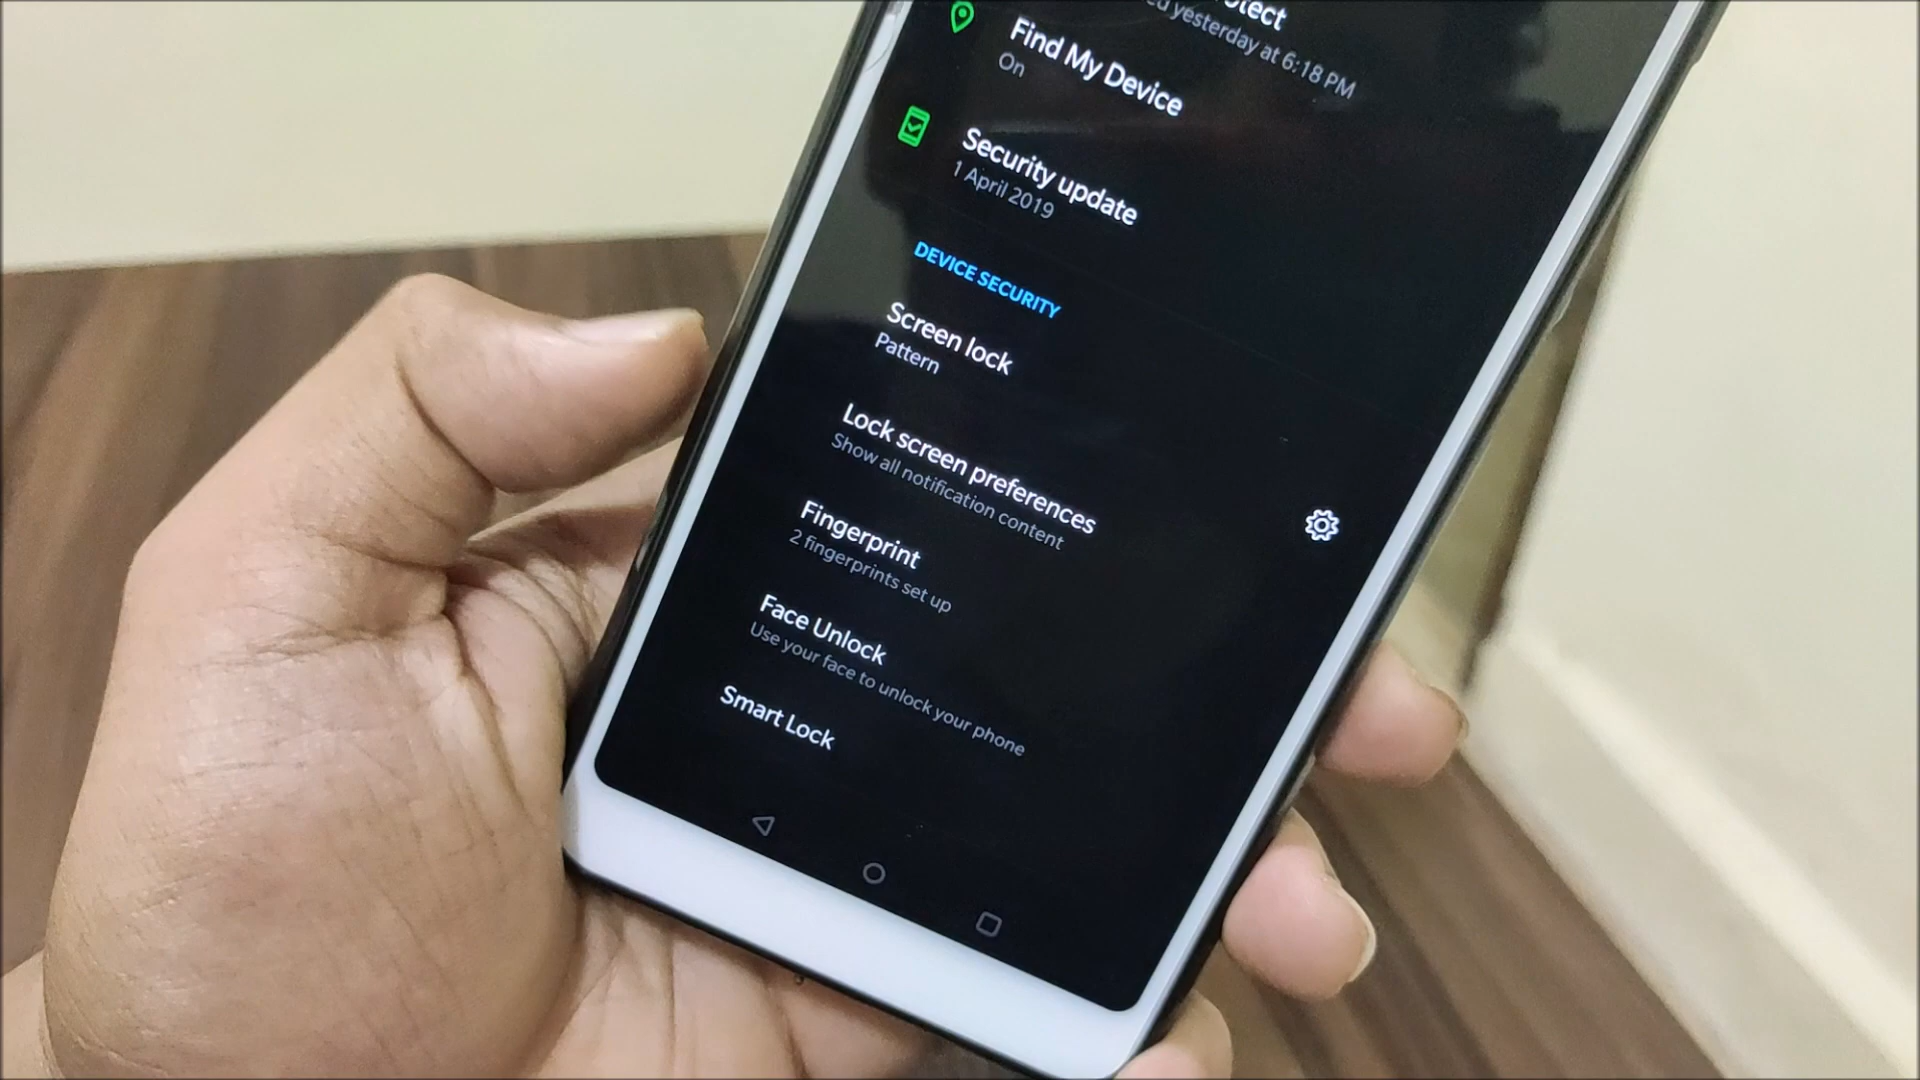 yesterday at 6:18 PM
Find My Device
On
Security update
1 April 2019
DEVICE SECURITY
Screen lock
Pattern
Lock screen preferences
Show all notification content
Fingerprint
2 fingerprints set up
Face Unlock
Use your face to unlock your phone
Smart Lock